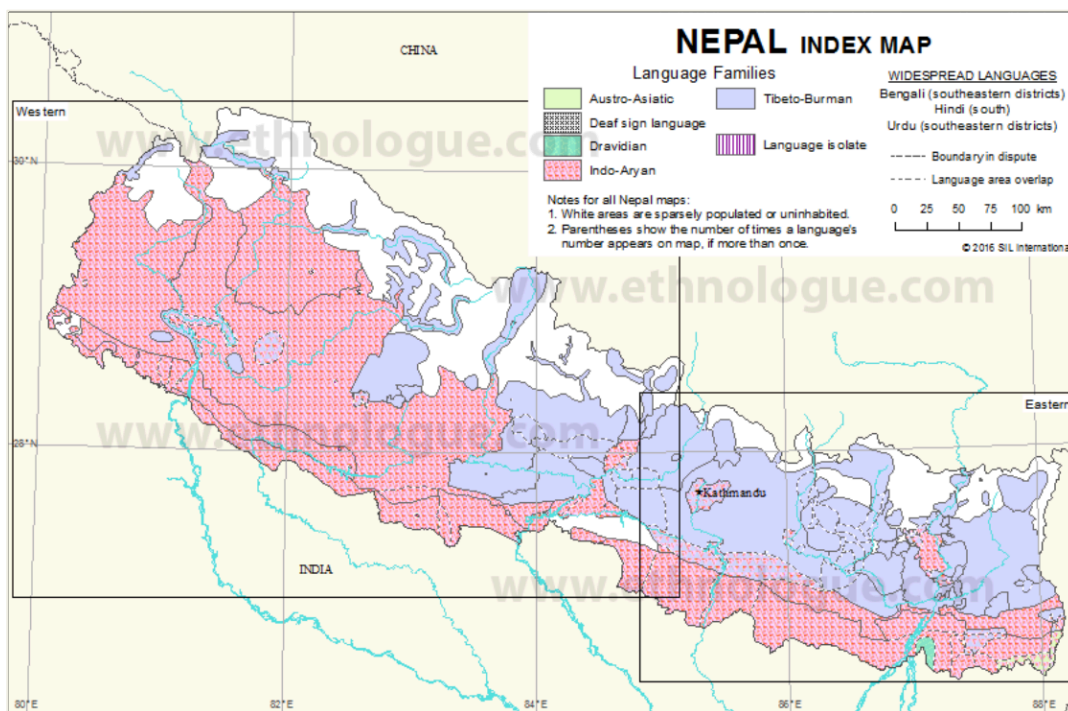 NEPAL INDEX MAP
Language Families
Austro-Asiatic
Deaf sign language
Dravidian
Indo-Aryan
Tibeto-Burman
Language isolate
WIDESPREAD LANGUAGES
Bengali (southeastern districts)
Hindi (south)
Urdu (southeastern districts)
Boundary in dispute
Language area overlap
0 25 50 75 100 km
Notes for all Nepal maps:
1. White areas are sparsely populated or uninhabited.
2. Parentheses show the number of times a language's
number appears on map, if more than once.
© 2016 SIL Internationa
CHINA
Western
www.ethnologue.com
30°N
www.ethnologue.com
www.ethnologue.com
28°N
Eastern
Kathmandu
INDIA
www.ethnologue.com
80°E
82°E
84°E
86°E
88°E